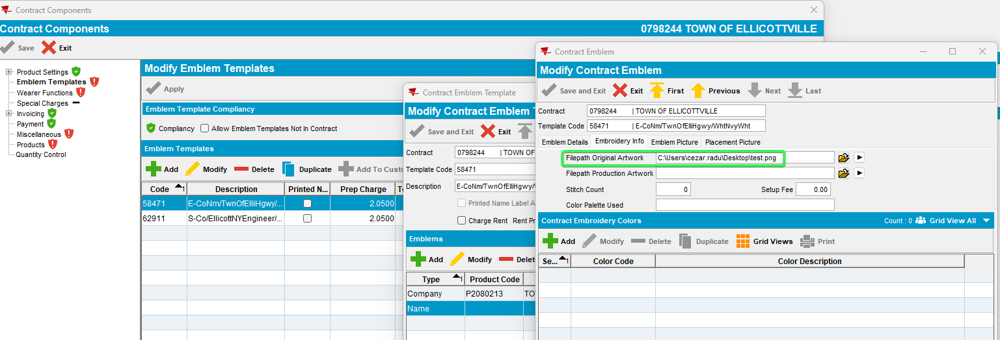 Contract Components
Contract Components 0798244 TOWN OF ELLICOTTVILLE
Save Exit
Product Settings
Emblem Templates
Wearer Functions
Special Charges
Invoicing
Payment
Miscellaneous
Products
Quantity Control
Modify Emblem Templates
Apply
Emblem Template Compliancy
Compliancy Allow Emblem Templates Not In Contract
Emblem Templates
Add Modify Delete Duplicate Add To Custo
Code 1 Description Printed N... Prep Charge
58471 E-CoNm/TwnOfElliHgwy/... 2.0500
62911 S-Co/EllicottNYEngineer/... 2.0500
Contract Emblem Template
Modify Contract Emblem
Save and Exit Exit
Contract 0798244 | TOWN OF
Template Code 58471
Description E-CoNm/TwnOfElliHgwy/
Printed Name Label A
Charge Rent Rent Pr
Emblems
Add Modify Delet
Type 1 Product Code
Company P2080213 TO
Name
Contract Emblem
Modify Contract Emblem
Save and Exit Exit First Previous Next Last
Contract 0798244 | TOWN OF ELLICOTTVILLE
Template Code 58471 | E-CoNm/TwnOfElliHgwy/WhtNvyWht
Emblem Details Embroidery Info Emblem Picture Placement Picture
Filepath Original Artwork C:\Users\cezar.radu\Desktop\test.png
Filepath Production Artwork
Stitch Count 0 Setup Fee 0.00
Color Palette Used
Contract Embroidery Colors Count : 0 Grid View All
Add Modify Delete Duplicate Grid Views Print
Se... 1 Color Code Color Description